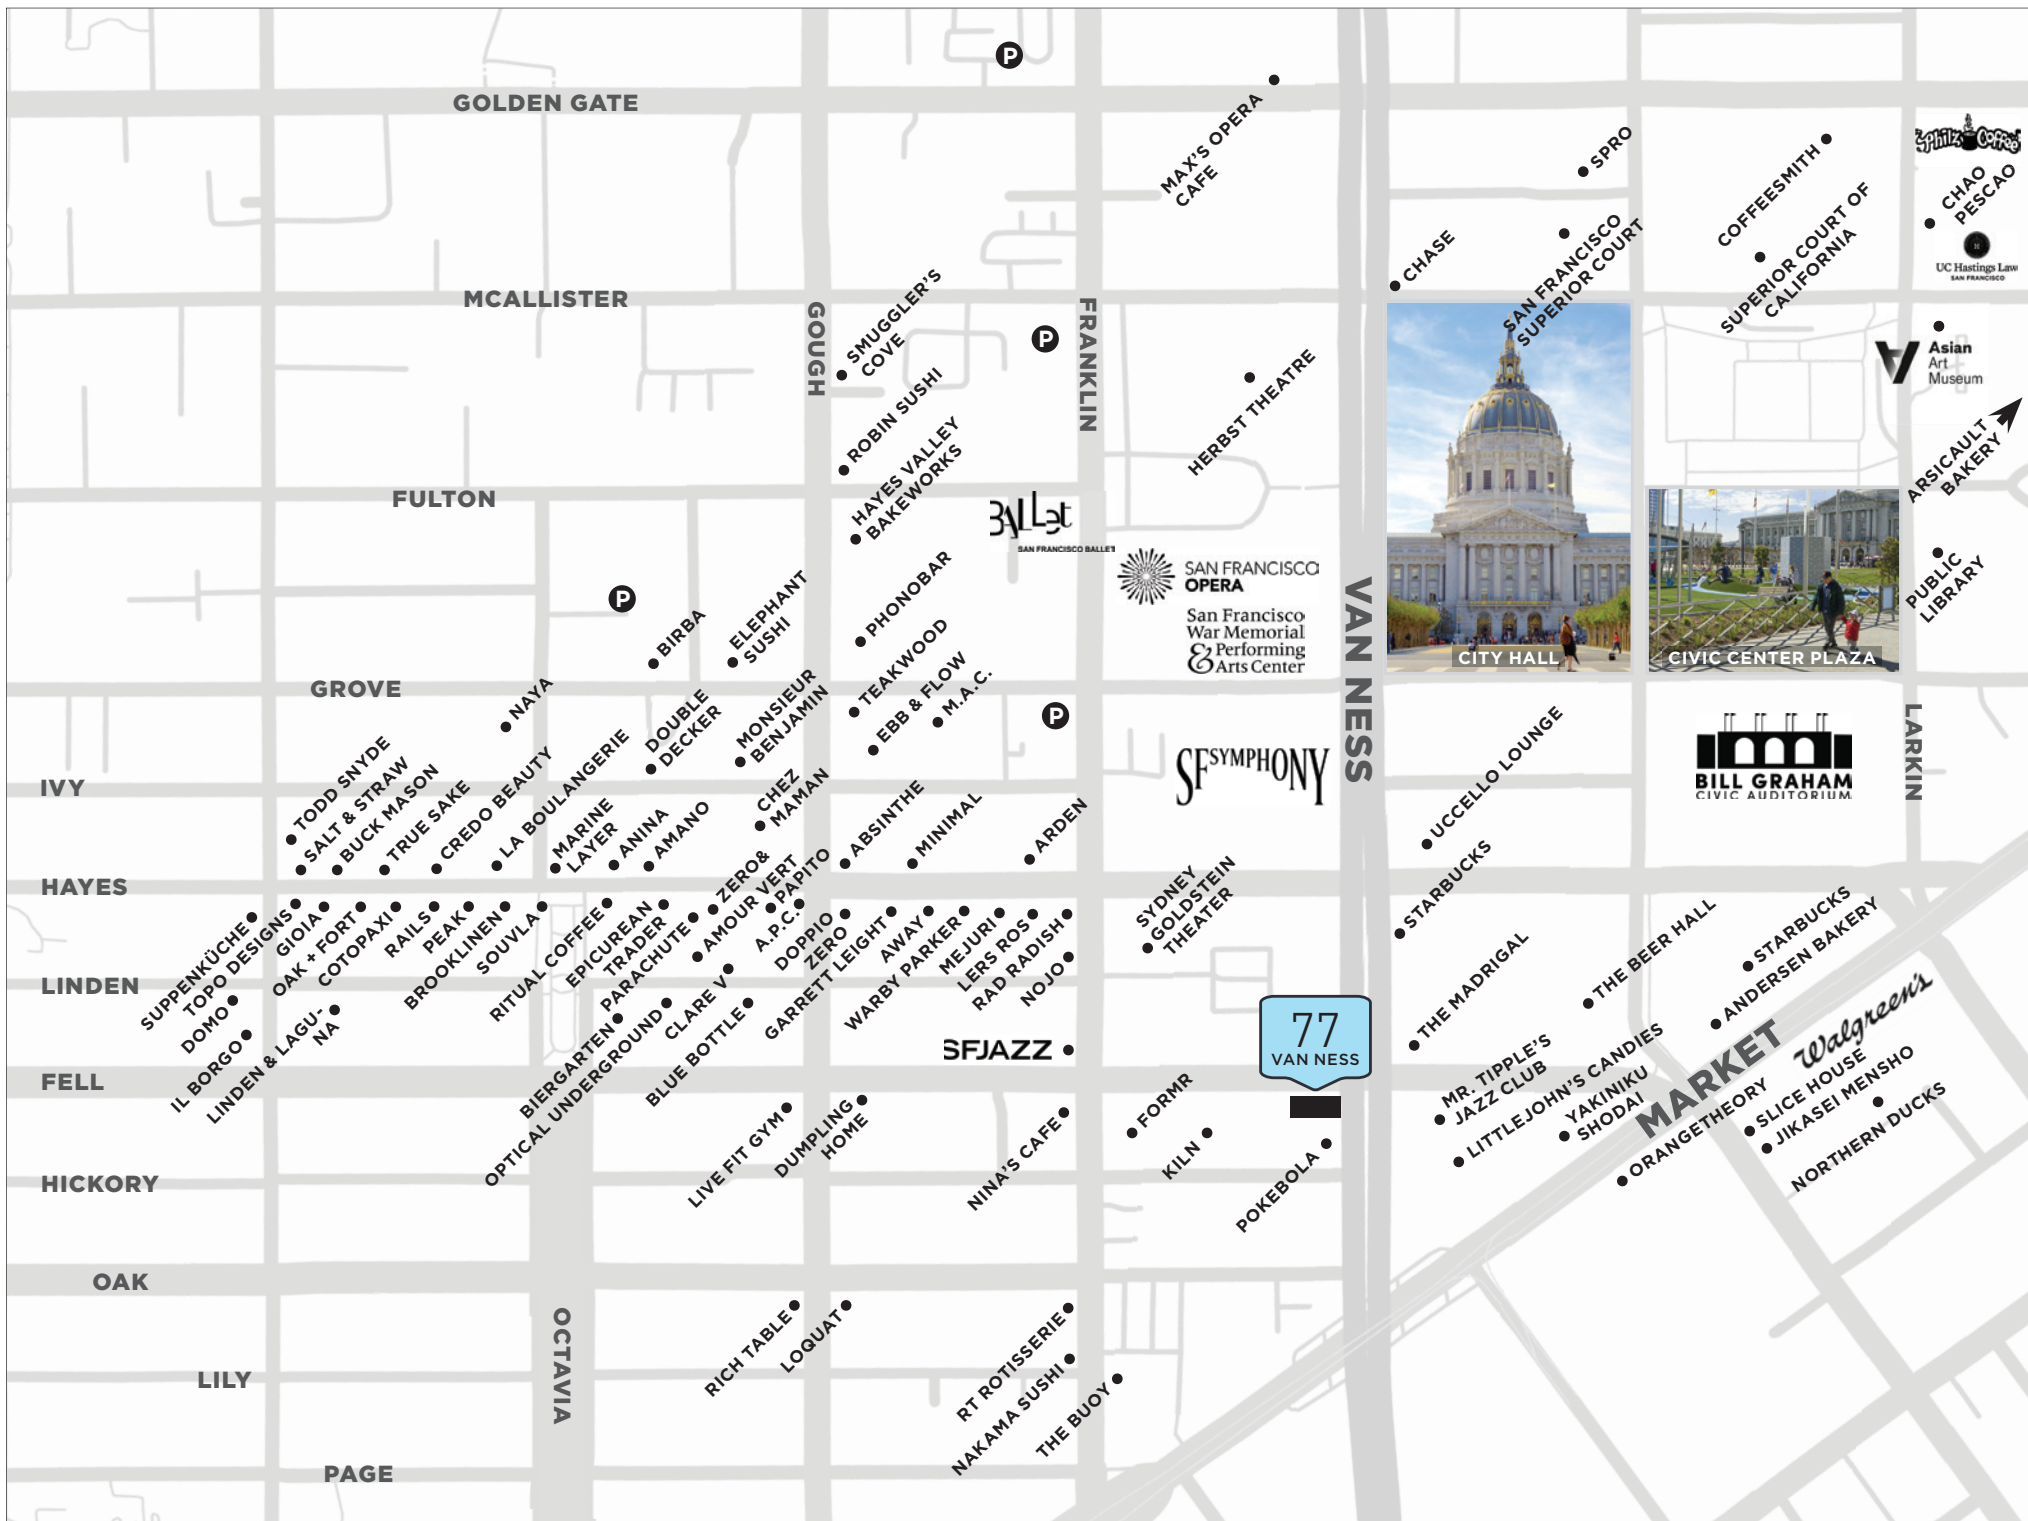 P
GOLDEN GATE
MAX'S OPERA
CAFE
SPRO
COFFEESMITH
Philz Coffee
CHAO
PESCAO
UC Hastings Law
SAN FRANCISCO
SAN FRANCISCO
SUPERIOR COURT
SUPERIOR COURT OF
CALIFORNIA
CHASE
MCALLISTER
GOUGH
SMUGGLER'S
COVE
P
FRANKLIN
HERBST THEATRE
Asian
Art
Museum
ARSICAULT
BAKERY
ROBIN SUSHI
HAYES VALLEY
BAKEWORKS
FULTON
BALLet
SAN FRANCISCO BALLET
SAN FRANCISCO
OPERA
San Francisco
War Memorial
& Performing
Arts Center
VAN NESS
CITY HALL
CIVIC CENTER PLAZA
PUBLIC
LIBRARY
P
BIRBA
ELEPHANT
SUSHI
PHONOBAR
TEAKWOOD
EBB & FLOW
M.A.C.
P
GROVE
NAYA
DOUBLE
DECKER
MONSIEUR
BENJAMIN
SF SYMPHONY
UCCELLO LOUNGE
BILL GRAHAM
CIVIC AUDITORIUM
LARKIN
IVY
TODD SNYDE
SALT & STRAW
BUCK MASON
TRUE SAKE
CREDO BEAUTY
LA BOULANGERIE
MARINE
LAYER
ANINA
AMANO
CHEZ
MAMAN
ABSINTHE
MINIMAL
ARDEN
STARBUCKS
HAYES
SUPPENKÜCHE
TOPO DESIGNS
GIOIA
OAK + FORT
COTOPAXI
RAILS
PEAK
BROOKLINEN
SOUVLA
RITUAL COFFEE
EPICUREAN
TRADER
PARACHUTE
ZERO&
AMOUR VERT
PAPITO
A.P.C.
DOPPIO
ZERO
GARRETT LEIGHT
AWAY
WARBY PARKER
MEJURI
LERS ROS
RAD RADISH
NOJO
SYDNEY
GOLDSTEIN
THEATER
THE MADRIGAL
THE BEER HALL
STARBUCKS
ANDERSEN BAKERY
Walgreen's
LINDEN
DOMO
IL BORGO
LINDEN & LAGU-
NA
BIERGARTEN
OPTICAL UNDERGROUND
CLARE V
BLUE BOTTLE
SFJAZZ
77
VAN NESS
MR. TIPPLE'S
JAZZ CLUB
LITTLEJOHN'S CANDIES
YAKINIKU
SHODAI
MARKET
ORANGETHEORY
SLICE HOUSE
JIKASEI MENSHO
NORTHERN DUCKS
FELL
LIVE FIT GYM
DUMPLING
HOME
NINA'S CAFE
FORMR
KILN
POKEBOLA
HICKORY
OAK
OCTAVIA
RICH TABLE
LOQUAT
RT ROTISSERIE
NAKAMA SUSHI
THE BUOY
LILY
PAGE